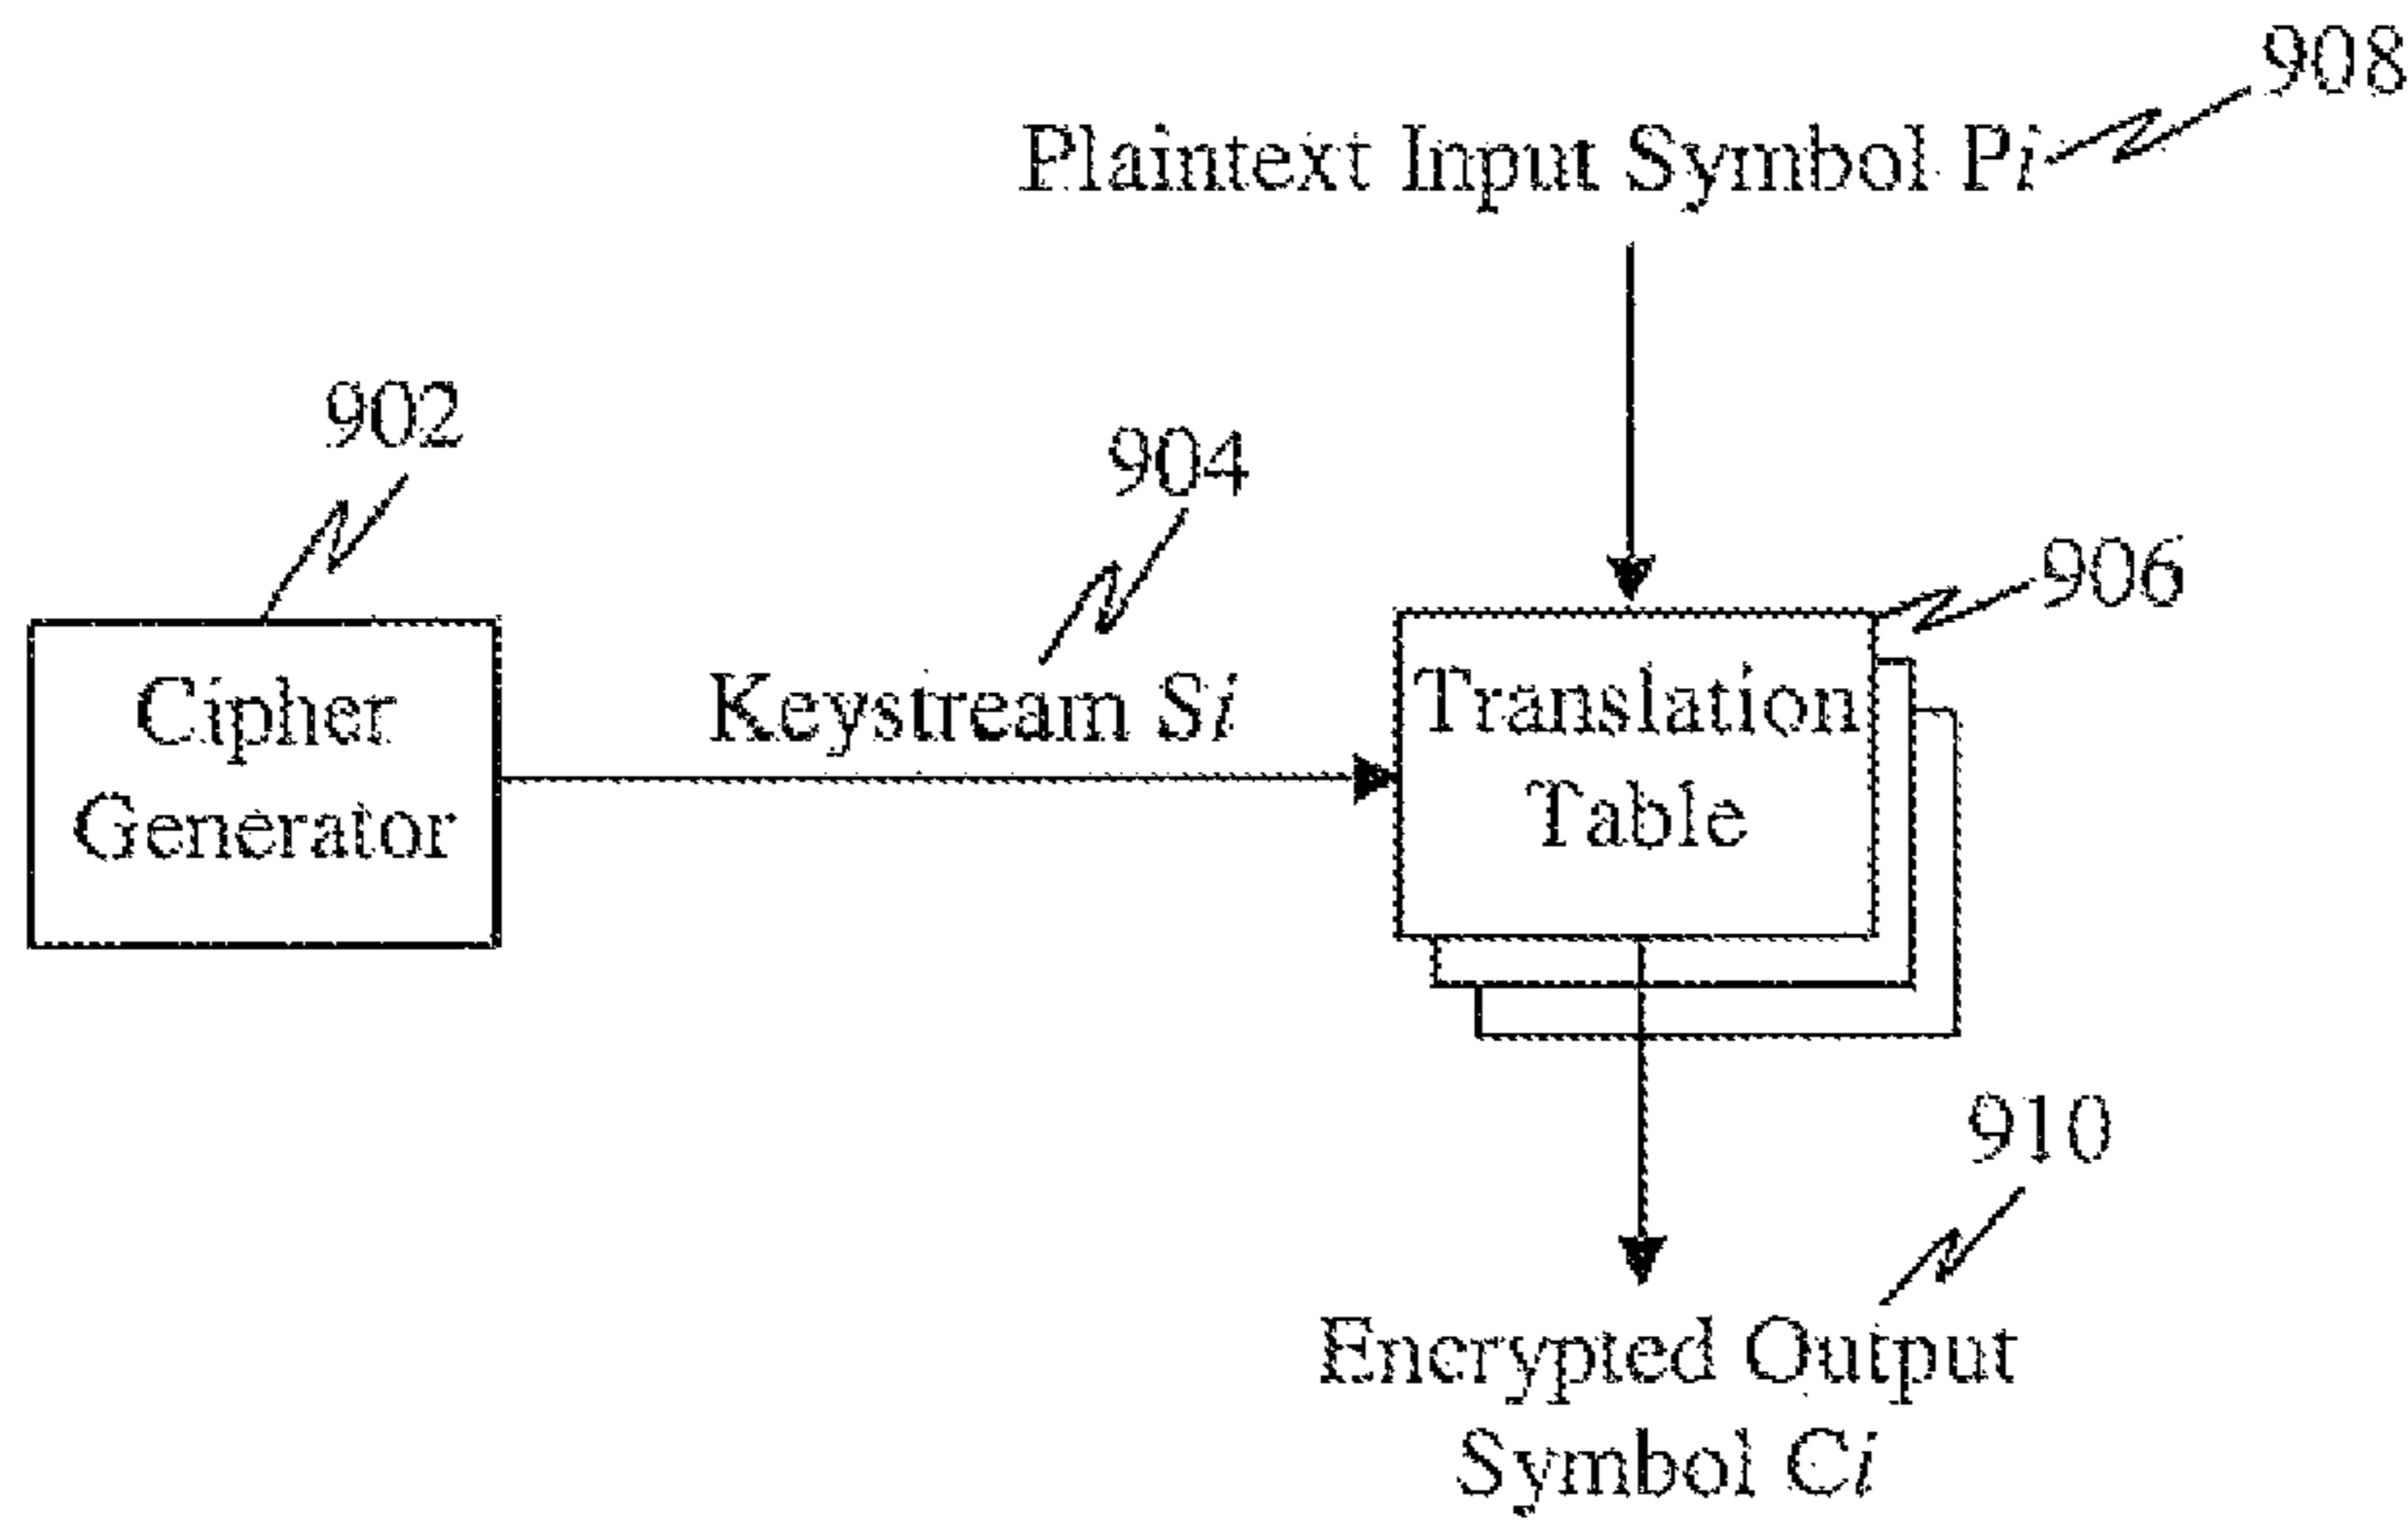 908
Plaintext Input Symbol Pi
902
904
906
Cipher
Generator
Keystream Si
Translation
Table
910
Encrypted Output
Symbol Ci